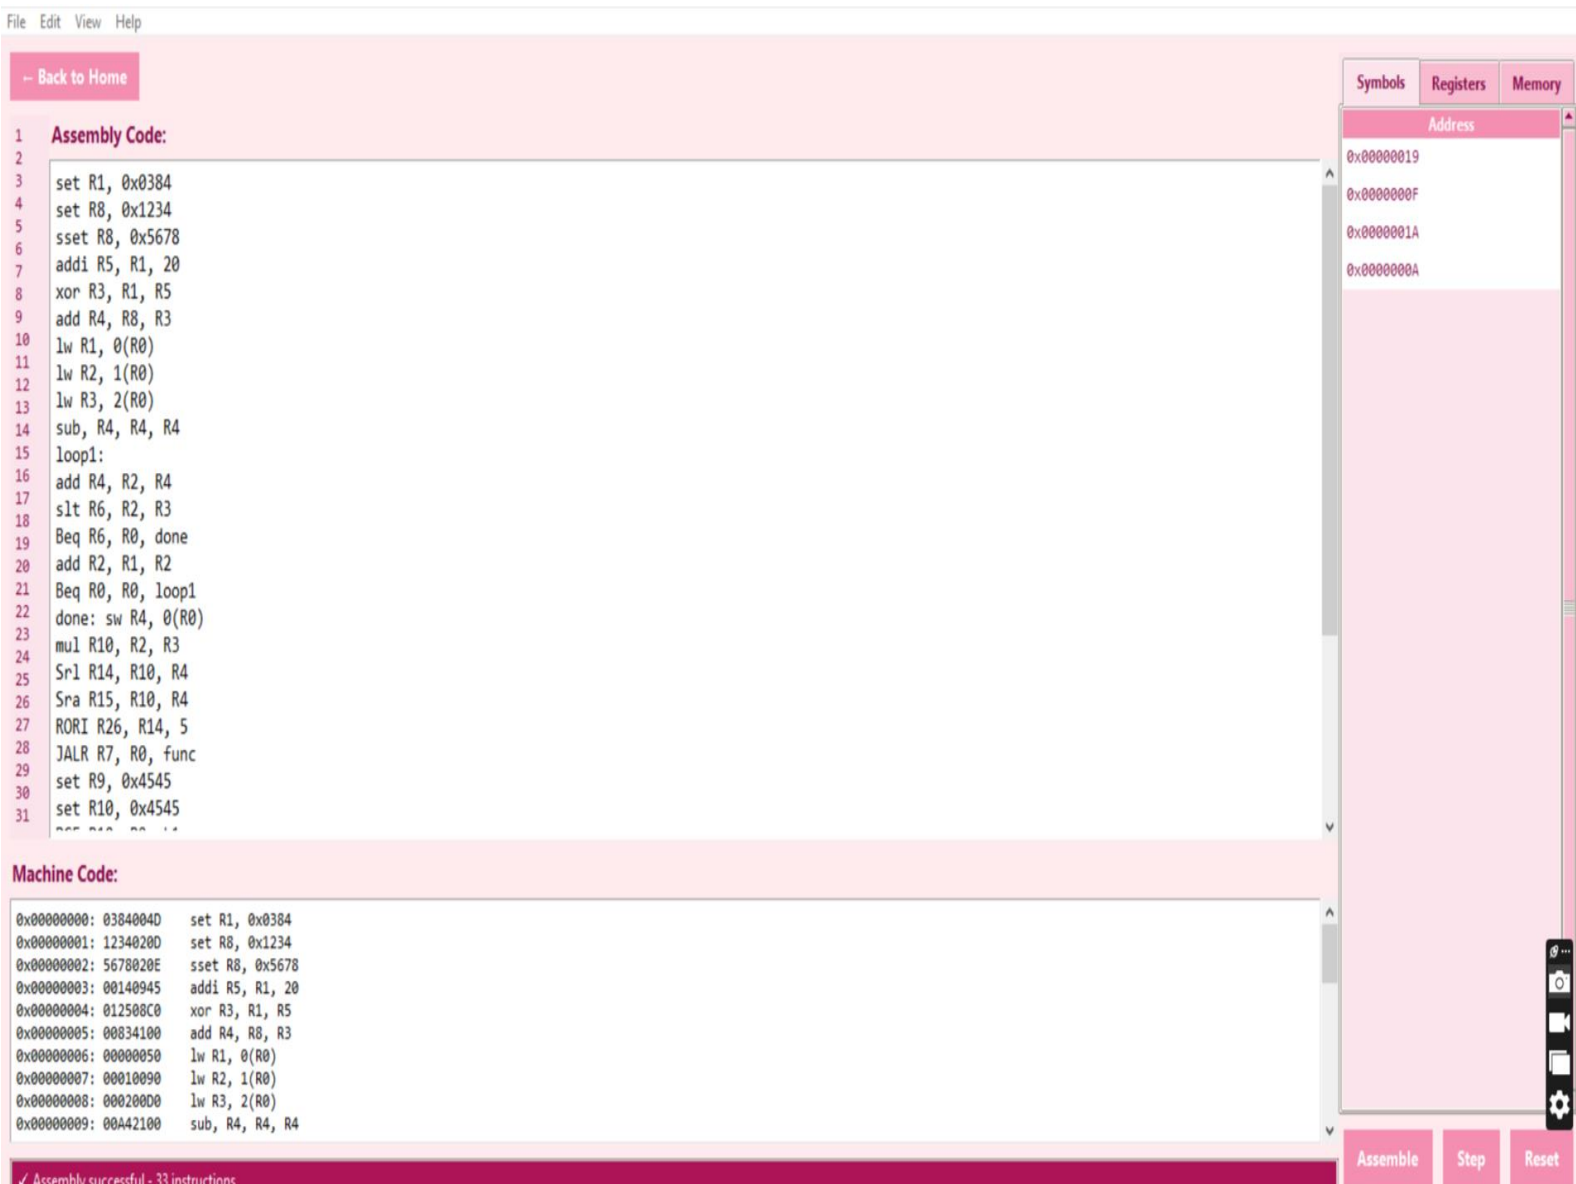 File Edit View Help
← Back to Home
Assembly Code:
1
2
3
4
5
6
7
8
9
10
11
12
13
14
15
16
17
18
19
20
21
22
23
24
25
26
27
28
29
30
31
set R1, 0x0384
set R8, 0x1234
sset R8, 0x5678
addi R5, R1, 20
xor R3, R1, R5
add R4, R8, R3
lw R1, 0(R0)
lw R2, 1(R0)
lw R3, 2(R0)
sub, R4, R4, R4
loop1:
add R4, R2, R4
slt R6, R2, R3
Beq R6, R0, done
add R2, R1, R2
Beq R0, R0, loop1
done: sw R4, 0(R0)
mul R10, R2, R3
Srl R14, R10, R4
Sra R15, R10, R4
RORI R26, R14, 5
JALR R7, R0, func
set R9, 0x4545
set R10, 0x4545
Machine Code:
0x00000000: 0384004D set R1, 0x0384
0x00000001: 1234020D set R8, 0x1234
0x00000002: 5678020E sset R8, 0x5678
0x00000003: 00140945 addi R5, R1, 20
0x00000004: 012508C0 xor R3, R1, R5
0x00000005: 00834100 add R4, R8, R3
0x00000006: 00000050 lw R1, 0(R0)
0x00000007: 00010090 lw R2, 1(R0)
0x00000008: 000200D0 lw R3, 2(R0)
0x00000009: 00A42100 sub, R4, R4, R4
✓ Assembly successful - 33 instructions
Symbols Registers Memory
Address
0x00000019
0x0000000F
0x0000001A
0x0000000A
Assemble Step Reset